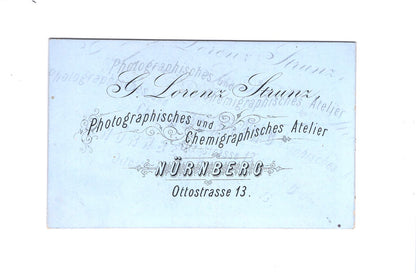 G. Lorenz Strunz,
Photographisches und
Chemigraphisches Atelier
NÜRNBERG
Ottostrasse 13.